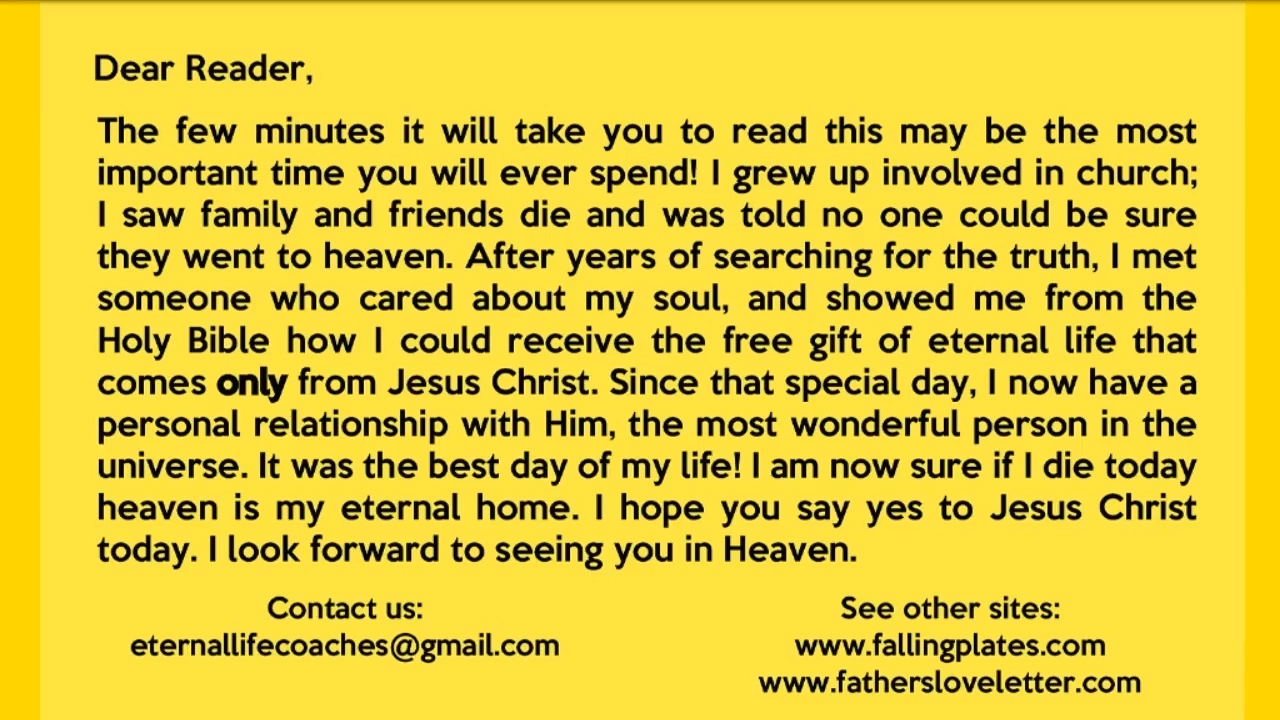 Dear Reader,
The few minutes it will take you to read this may be the most
important time you will ever spend! I grew up involved in church;
I saw family and friends die and was told no one could be sure
they went to heaven. After years of searching for the truth, I met
someone who cared about my soul, and showed me from the
Holy Bible how I could receive the free gift of eternal life that
comes only from Jesus Christ. Since that special day, I now have a
personal relationship with Him, the most wonderful person in the
universe. It was the best day of my life! I am now sure if I die today
heaven is my eternal home. I hope you say yes to Jesus Christ
today. I look forward to seeing you in Heaven.
Contact us:
eternallifecoaches@gmail.com
See other sites:
www.fallingplates.com
www.fathersloveletter.com